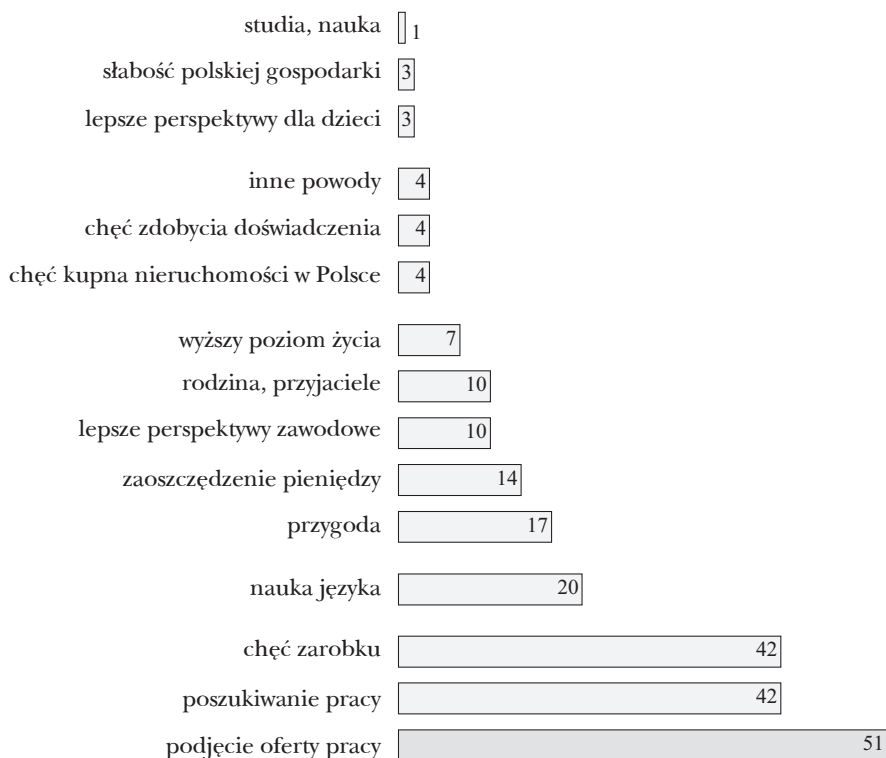 studia, nauka 1
słabość polskiej gospodarki 3
lepsze perspektywy dla dzieci 3
inne powody 4
chęć zdobycia doświadczenia 4
chęć kupna nieruchomości w Polsce 4
wyższy poziom życia 7
rodzina, przyjaciele 10
lepsze perspektywy zawodowe 10
zaoszczędzenie pieniędzy 14
przygoda 17
nauka języka 20
chęć zarobku 42
poszukiwanie pracy 42
podjęcie oferty pracy 51